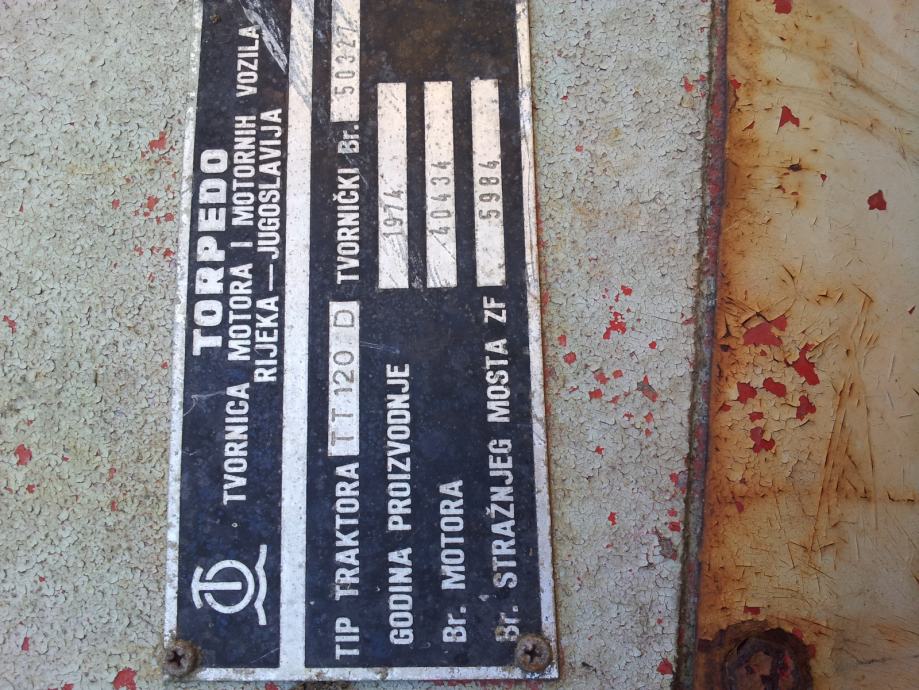 TORPEDO
TVORNICA MOTORA I MOTORNIH VOZILA
RIJEKA — JUGOSLAVIJA
TIP TRAKTORA TT 120 D TVORNIČKI Br. 50327
GODINA PROIZVODNJE 1974
Br. MOTORA 40434
Br. STRAŽNJEG MOSTA ZF 5984